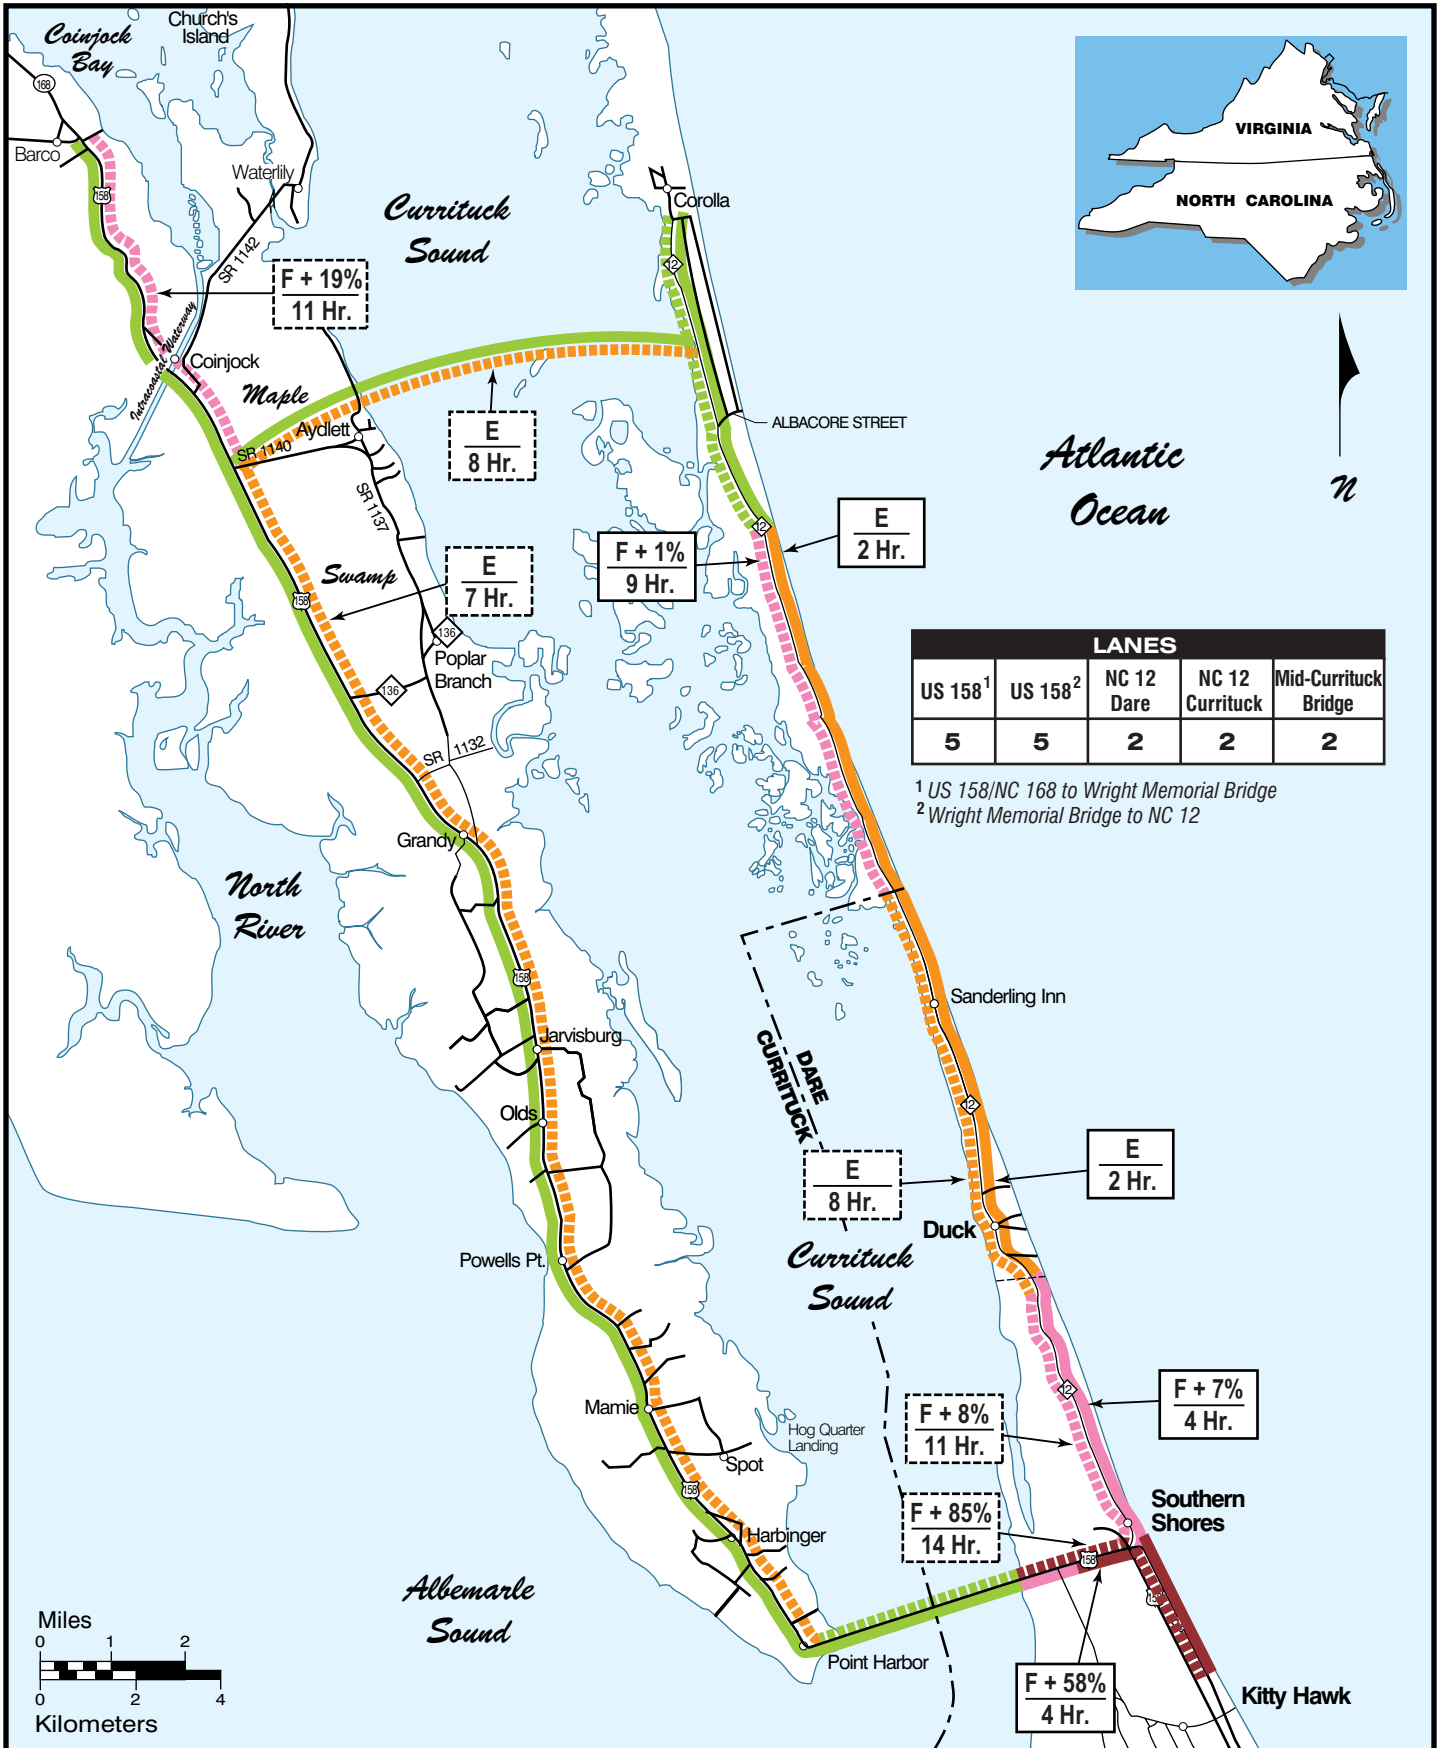 Church's
Island
Coinjock
Bay
168
Barco
158
Waterlily
SR 1142
Currituck
Sound
Corolla
12
VIRGINIA
NORTH CAROLINA
F + 19%
11 Hr.
Intracoastal Waterway
Coinjock
Maple
Aydlett
SR 1140
SR 1137
E
8 Hr.
ALBACORE STREET
Atlantic
Ocean
N
12
E
2 Hr.
F + 1%
9 Hr.
Swamp
E
7 Hr.
158
136
Poplar
Branch
136
SR 1132
LANES
US 158¹
US 158²
NC 12
Dare
NC 12
Currituck
Mid-Currituck
Bridge
5
5
2
2
2
¹ US 158/NC 168 to Wright Memorial Bridge
² Wright Memorial Bridge to NC 12
Grandy
North
River
158
Sanderling Inn
Jarvisburg
DARE
CURRITUCK
12
Olds
E
8 Hr.
E
2 Hr.
Duck
Powells Pt.
Currituck
Sound
12
F + 7%
4 Hr.
F + 8%
11 Hr.
Mamie
Hog Quarter
Landing
Spot
158
F + 85%
14 Hr.
Southern
Shores
Harbinger
158
Albemarle
Sound
Point Harbor
F + 58%
4 Hr.
Kitty Hawk
Miles
0 1 2
0 2 4
Kilometers